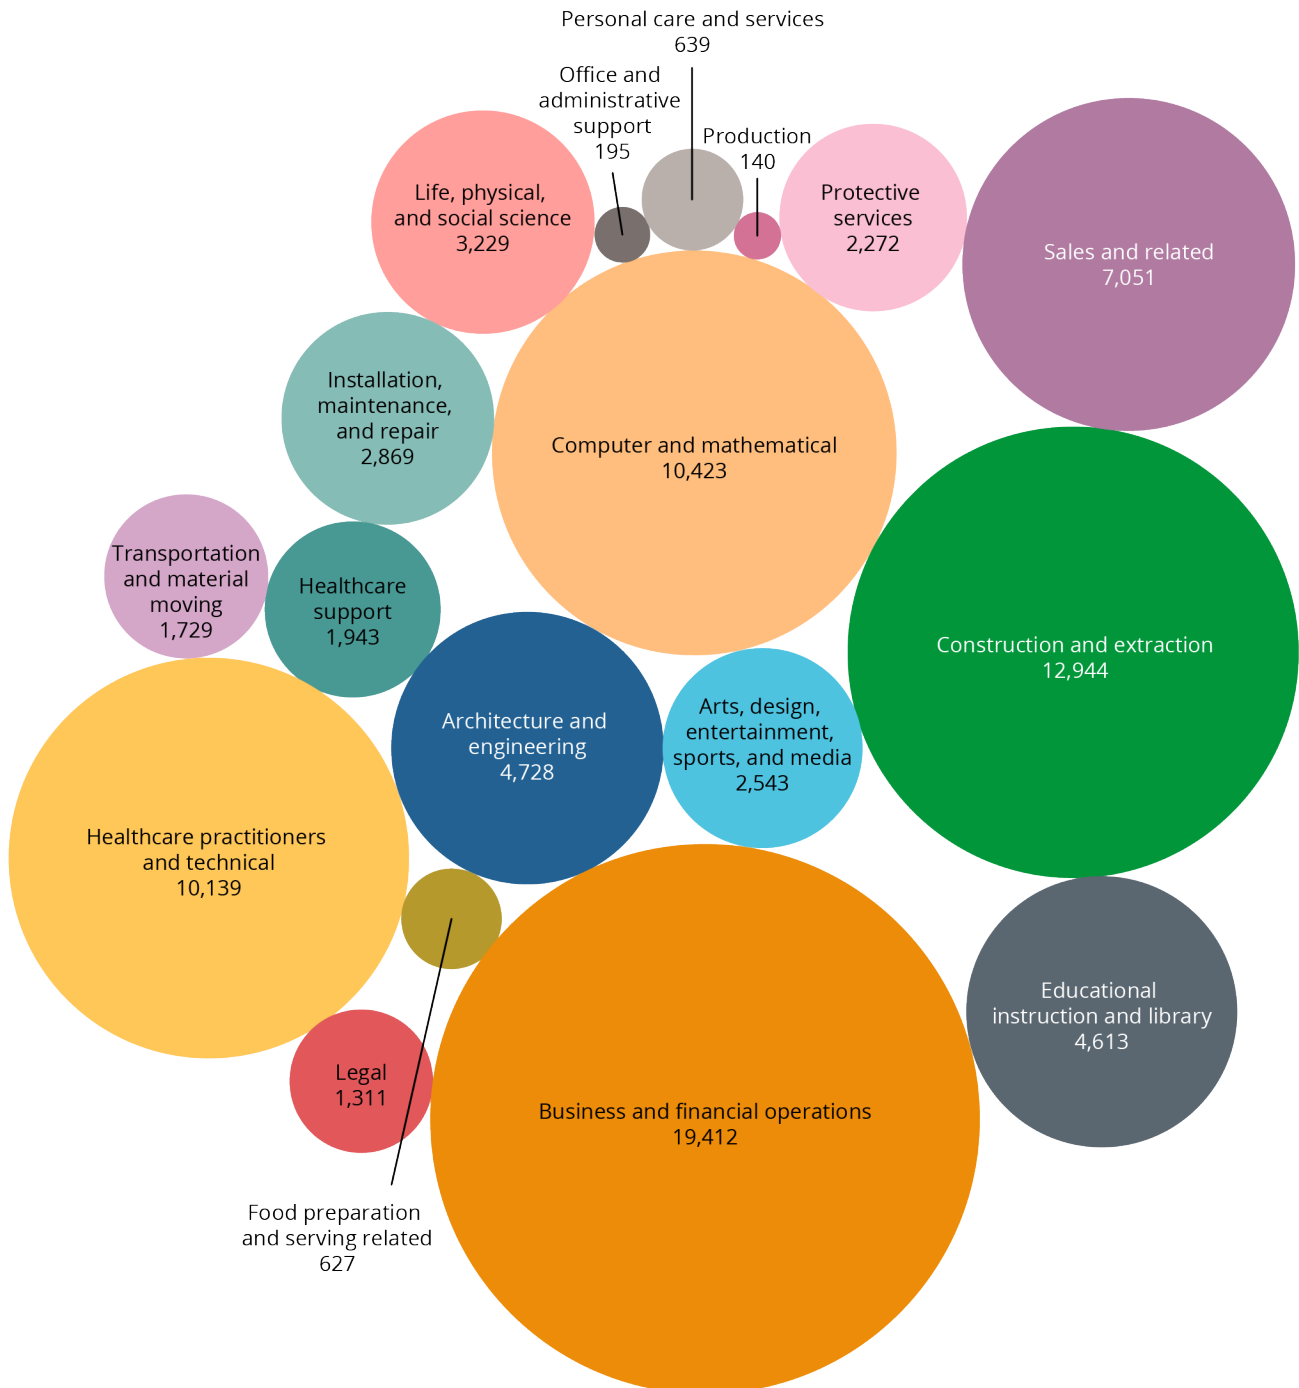 Personal care and services
639
Office and
administrative
support
195
Production
140
Life, physical,
and social science
3,229
Protective
services
2,272
Sales and related
7,051
Installation,
maintenance,
and repair
2,869
Computer and mathematical
10,423
Transportation
and material
moving
1,729
Healthcare
support
1,943
Construction and extraction
12,944
Architecture and
engineering
4,728
Arts, design,
entertainment,
sports, and media
2,543
Healthcare practitioners
and technical
10,139
Educational
instruction and library
4,613
Legal
1,311
Business and financial operations
19,412
Food preparation
and serving related
627